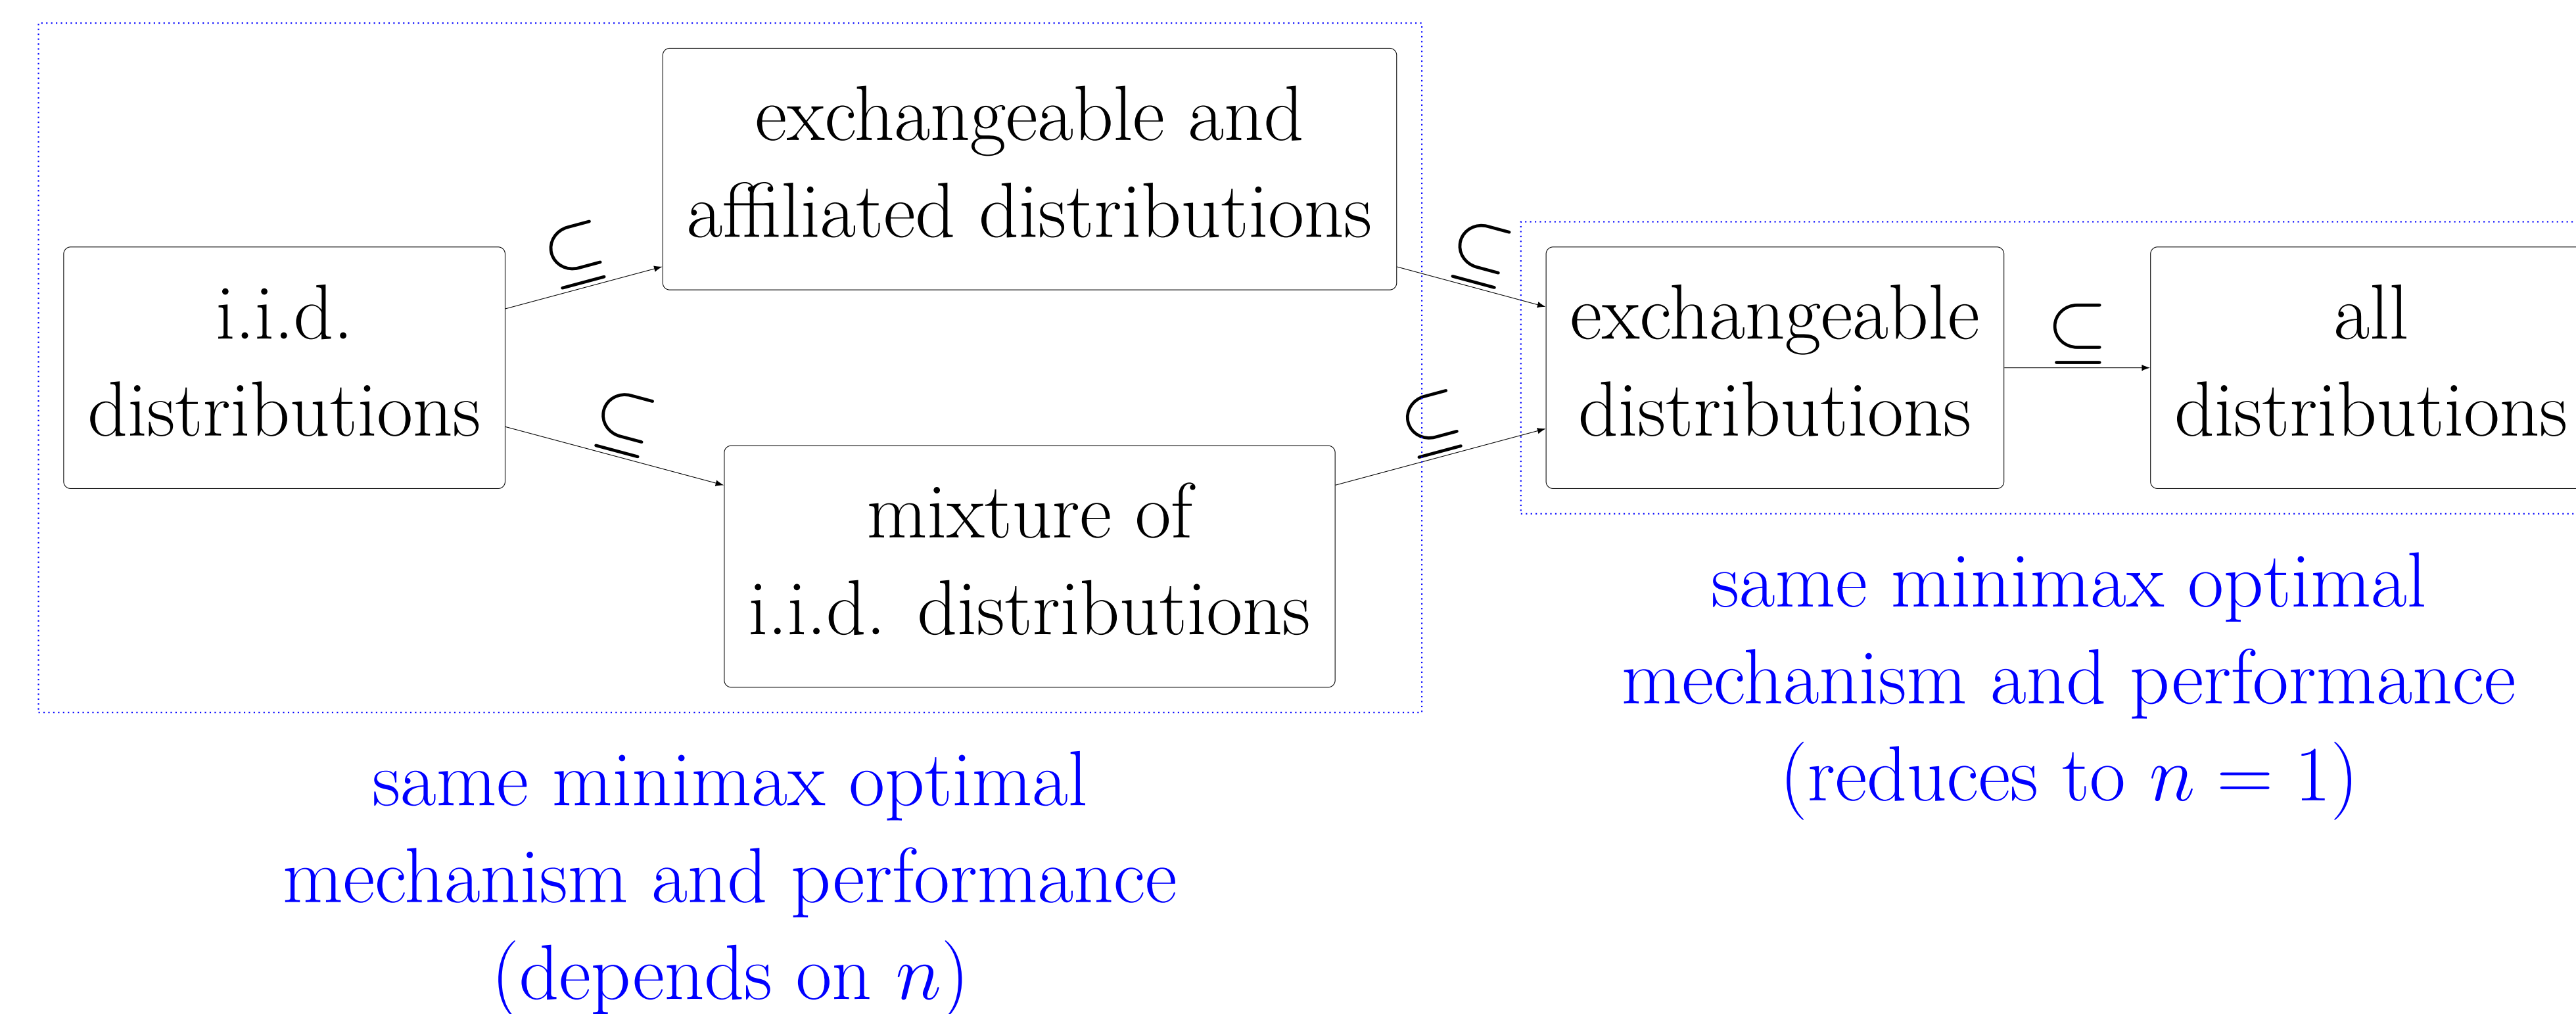 i.i.d.
distributions
⊆
exchangeable and
affiliated distributions
⊆
mixture of
i.i.d. distributions
⊆
⊆
exchangeable
distributions
⊆
all
distributions
same minimax optimal
mechanism and performance
(depends on n)
same minimax optimal
mechanism and performance
(reduces to n = 1)